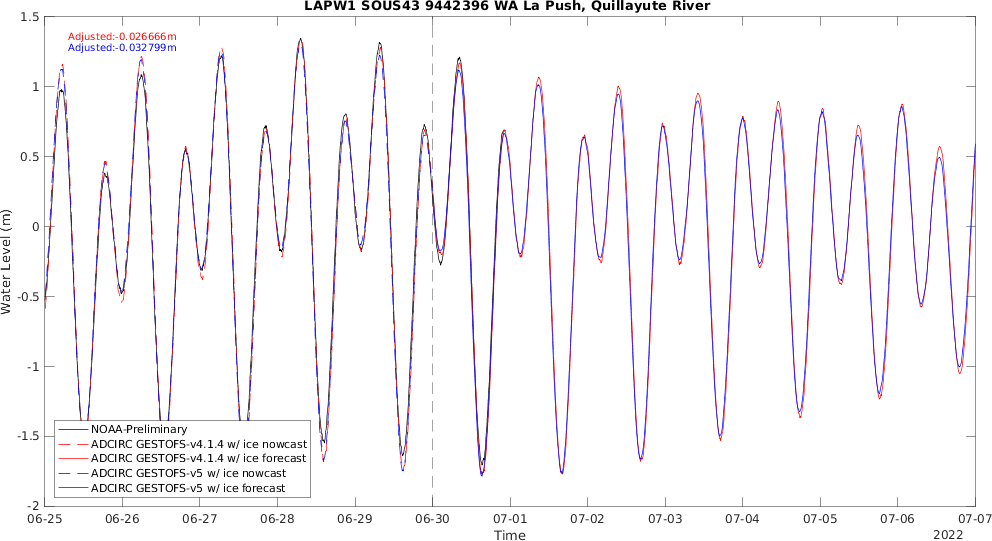 LAPW1 SOUS43 9442396 WA La Push, Quillayute River
Adjusted:-0.026666m
Adjusted:-0.032799m
Water Level (m)
1.5
1
0.5
0
-0.5
-1
-1.5
-2
NOAA-Preliminary
ADCIRC GESTOFS-v4.1.4 w/ ice nowcast
ADCIRC GESTOFS-v4.1.4 w/ ice forecast
ADCIRC GESTOFS-v5 w/ ice nowcast
ADCIRC GESTOFS-v5 w/ ice forecast
06-25 06-26 06-27 06-28 06-29 06-30 07-01 07-02 07-03 07-04 07-05 07-06 07-07
Time
2022